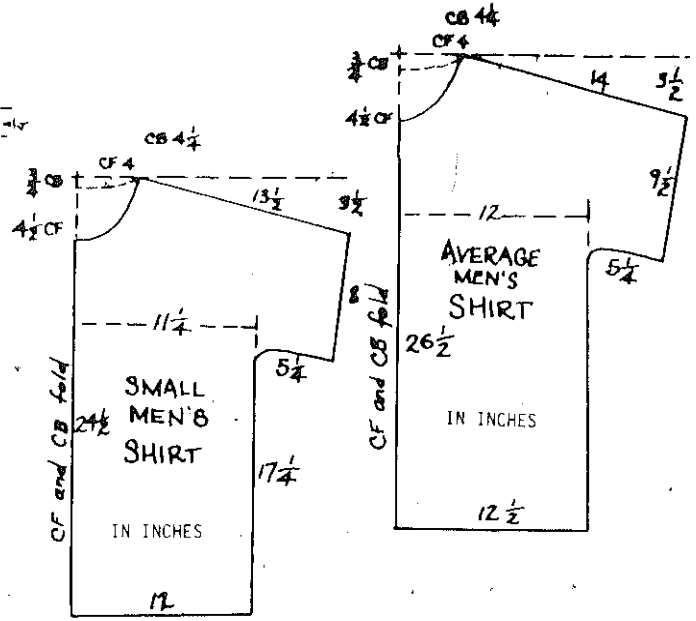 CB 4¼
CF 4
¾ CB
4½ CF
14
3½
9½
12
5¼
AVERAGE
MEN'S
SHIRT
CF and CB fold
26½
IN INCHES
12½
CB 4¼
CF 4
¾ CB
4½ CF
13½
3½
8
11¼
5¼
SMALL
MEN'S
SHIRT
CF and CB fold
24½
17¼
IN INCHES
12